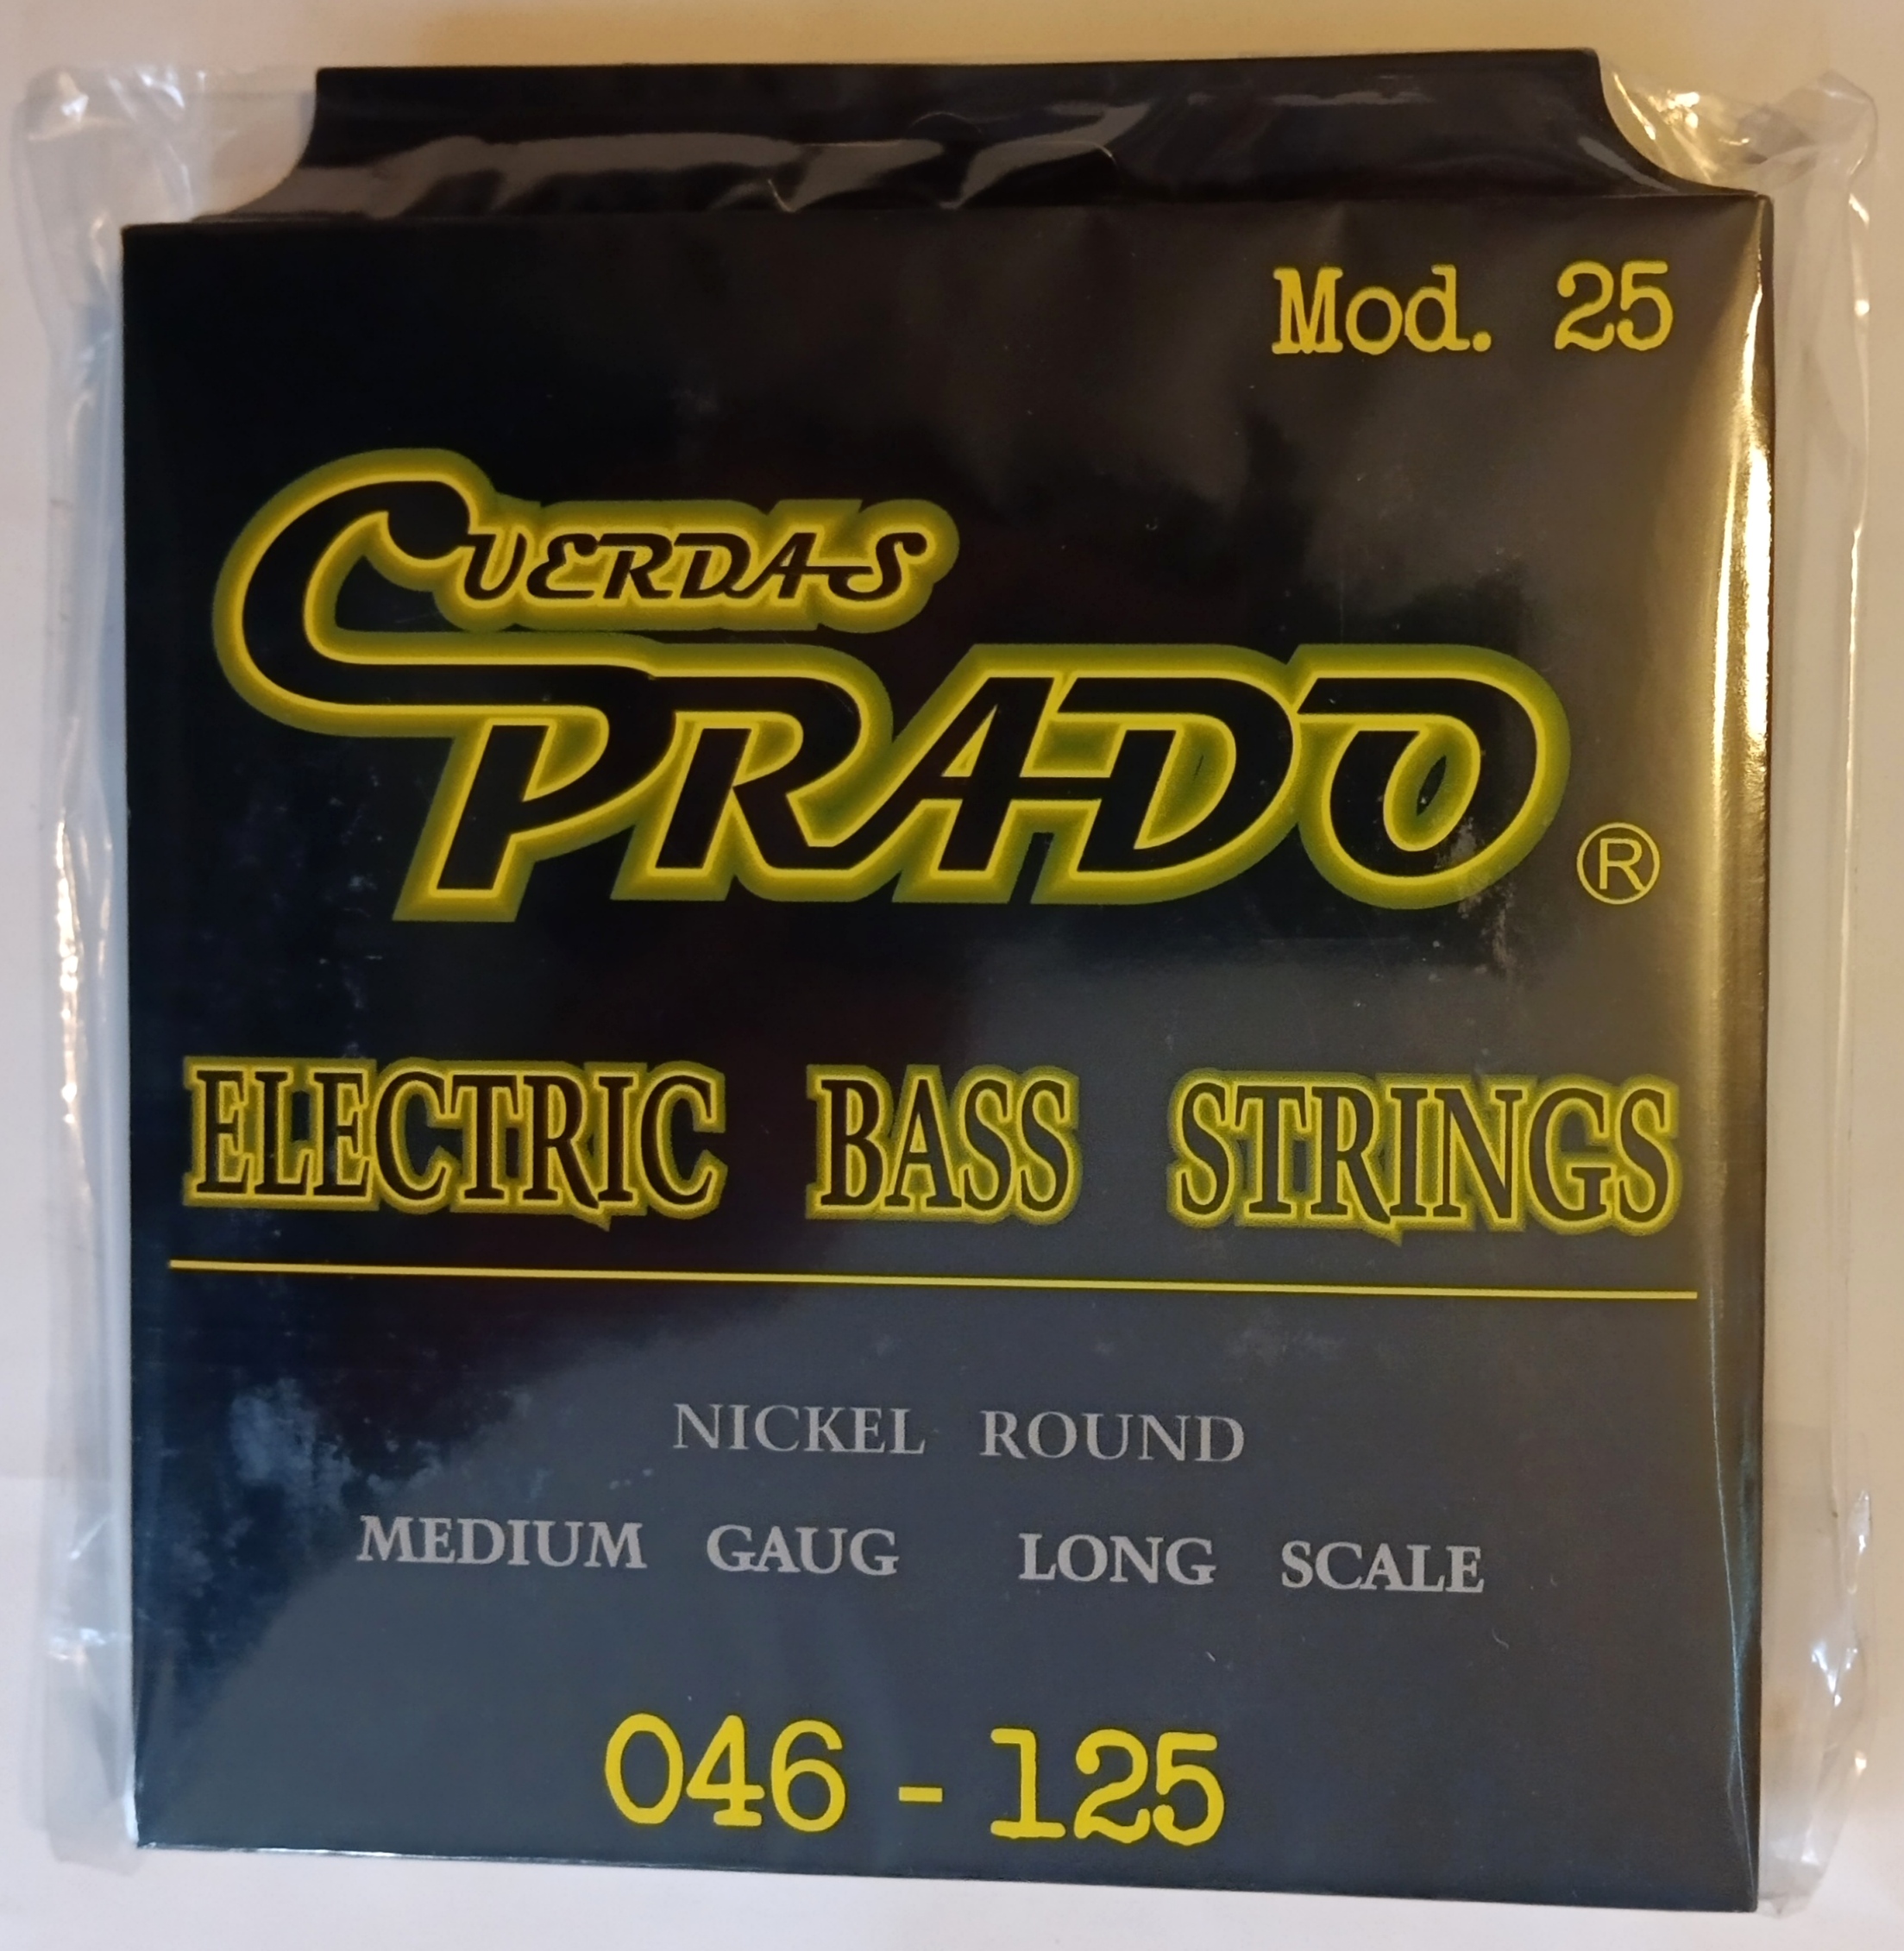 Mod. 25
CUERDAS
PRADO ®
ELECTRIC BASS STRINGS
NICKEL ROUND
MEDIUM GAUG LONG SCALE
046 - 125